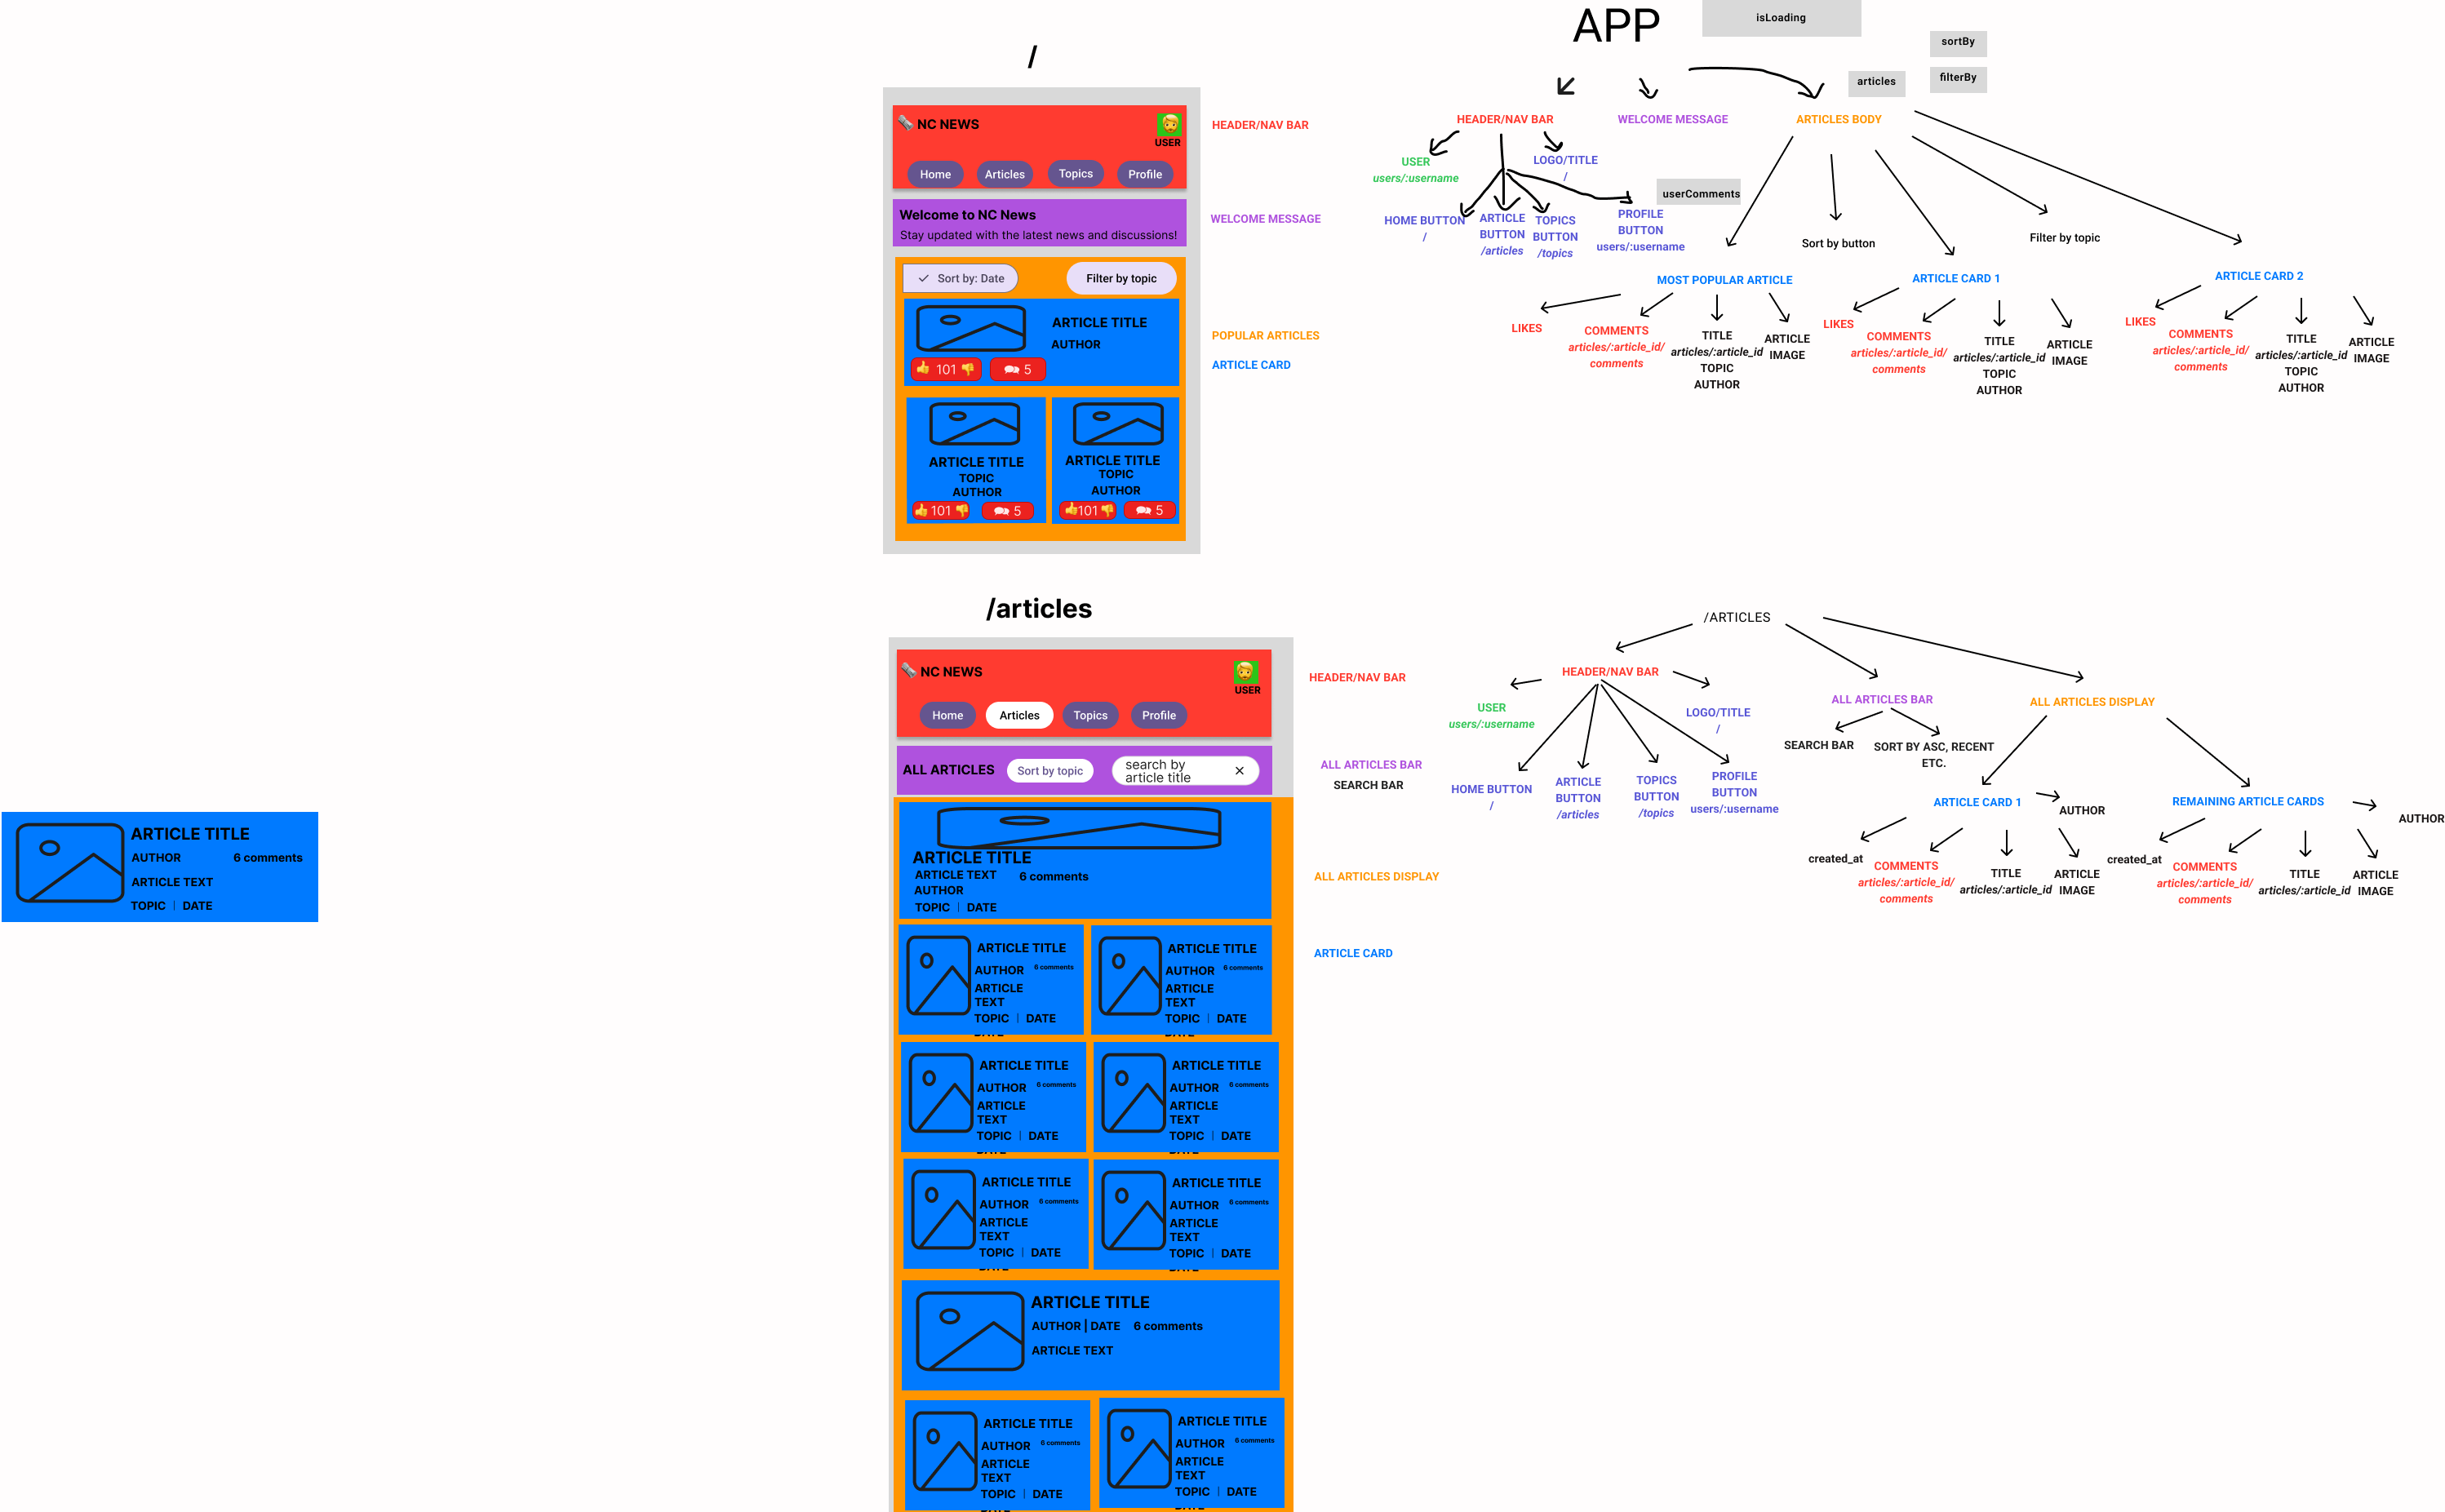 /
NC NEWS
USER
Home
Articles
Topics
Profile
Welcome to NC News
Stay updated with the latest news and discussions!
Sort by: Date
Filter by topic
ARTICLE TITLE
AUTHOR
101
5
ARTICLE TITLE
TOPIC
AUTHOR
101
5
ARTICLE TITLE
TOPIC
AUTHOR
101
5
HEADER/NAV BAR
WELCOME MESSAGE
POPULAR ARTICLES
ARTICLE CARD
APP
isLoading
sortBy
filterBy
articles
HEADER/NAV BAR
WELCOME MESSAGE
ARTICLES BODY
USER
users/:username
LOGO/TITLE
/
userComments
HOME BUTTON
/
ARTICLE
BUTTON
/articles
TOPICS
BUTTON
/topics
PROFILE
BUTTON
users/:username
Sort by button
Filter by topic
MOST POPULAR ARTICLE
ARTICLE CARD 1
ARTICLE CARD 2
LIKES
COMMENTS
articles/:article_id/
comments
TITLE
articles/:article_id
TOPIC
AUTHOR
ARTICLE
IMAGE
LIKES
COMMENTS
articles/:article_id/
comments
TITLE
articles/:article_id
TOPIC
AUTHOR
ARTICLE
IMAGE
LIKES
COMMENTS
articles/:article_id/
comments
TITLE
articles/:article_id
TOPIC
AUTHOR
ARTICLE
IMAGE
/articles
NC NEWS
USER
Home
Articles
Topics
Profile
ALL ARTICLES
Sort by topic
search by
article title
ARTICLE TITLE
ARTICLE TEXT
6 comments
AUTHOR
TOPIC | DATE
ARTICLE TITLE
AUTHOR
6 comments
ARTICLE
TEXT
TOPIC | DATE
DATE
ARTICLE TITLE
AUTHOR
6 comments
ARTICLE
TEXT
TOPIC | DATE
DATE
ARTICLE TITLE
AUTHOR
6 comments
ARTICLE
TEXT
TOPIC | DATE
DATE
ARTICLE TITLE
AUTHOR
6 comments
ARTICLE
TEXT
TOPIC | DATE
DATE
ARTICLE TITLE
AUTHOR
6 comments
ARTICLE
TEXT
TOPIC | DATE
DATE
ARTICLE TITLE
AUTHOR
6 comments
ARTICLE
TEXT
TOPIC | DATE
DATE
ARTICLE TITLE
AUTHOR | DATE
6 comments
ARTICLE TEXT
ARTICLE TITLE
AUTHOR
6 comments
ARTICLE
TEXT
TOPIC | DATE
DATE
ARTICLE TITLE
AUTHOR
6 comments
ARTICLE
TEXT
TOPIC | DATE
DATE
HEADER/NAV BAR
ALL ARTICLES BAR
SEARCH BAR
ALL ARTICLES DISPLAY
ARTICLE CARD
/ARTICLES
HEADER/NAV BAR
ALL ARTICLES BAR
ALL ARTICLES DISPLAY
USER
users/:username
LOGO/TITLE
/
SEARCH BAR
SORT BY ASC, RECENT
ETC.
HOME BUTTON
/
ARTICLE
BUTTON
/articles
TOPICS
BUTTON
/topics
PROFILE
BUTTON
users/:username
ARTICLE CARD 1
AUTHOR
REMAINING ARTICLE CARDS
AUTHOR
created_at
COMMENTS
articles/:article_id/
comments
TITLE
articles/:article_id
ARTICLE
IMAGE
created_at
COMMENTS
articles/:article_id/
comments
TITLE
articles/:article_id
ARTICLE
IMAGE
ARTICLE TITLE
AUTHOR
6 comments
ARTICLE TEXT
TOPIC | DATE